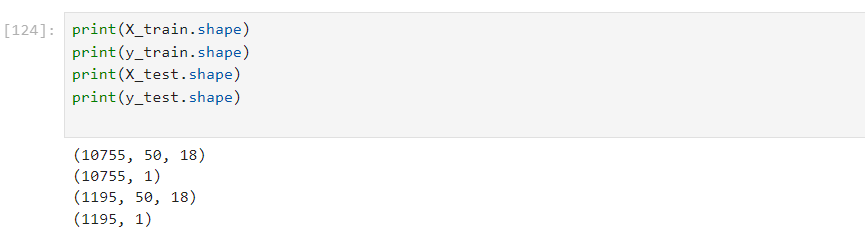 [124]: print(X_train.shape)
print(y_train.shape)
print(X_test.shape)
print(y_test.shape)
(10755, 50, 18)
(10755, 1)
(1195, 50, 18)
(1195, 1)